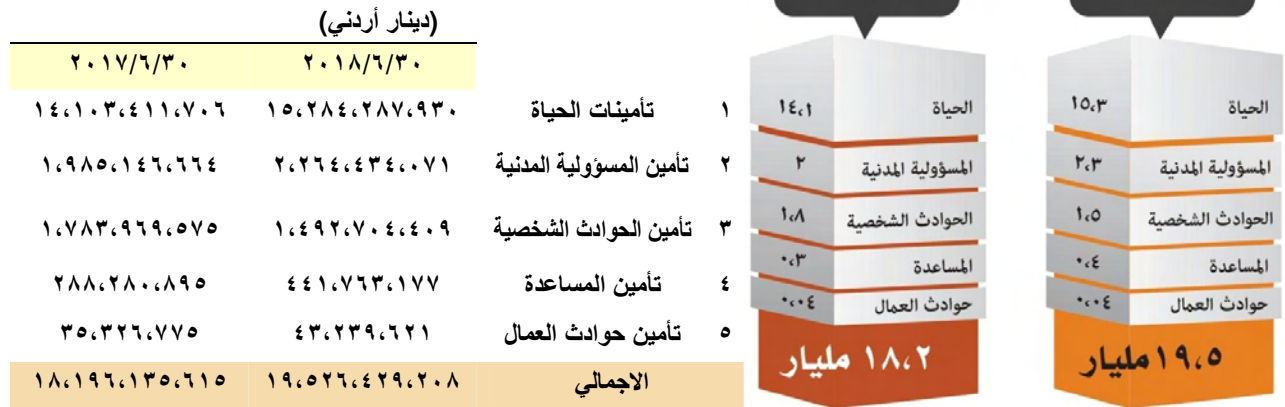 (دينار أردني)
٢٠١٨/٦/٣٠ ٢٠١٧/٦/٣٠
١ تأمينات الحياة ١٥،٢٨٤،٢٨٧،٩٣٠ ١٤،١٠٣،٤١١،٧٠٦
٢ تأمين المسؤولية المدنية ٢،٢٦٤،٤٣٤،٠٧١ ١،٩٨٥،١٤٦،٦٦٤
٣ تأمين الحوادث الشخصية ١،٤٩٢،٧٠٤،٤٠٩ ١،٧٨٣،٩٦٩،٥٧٥
٤ تأمين المساعدة ٤٤١،٧٦٣،١٧٧ ٢٨٨،٢٨٠،٨٩٥
٥ تأمين حوادث العمال ٤٣،٢٣٩،٦٢١ ٣٥،٣٢٦،٧٧٥
الاجمالي ١٩،٥٢٦،٤٢٩،٢٠٨ ١٨،١٩٦،١٣٥،٦١٥
الحياة ١٥،٣
المسؤولية المدنية ٢،٣
الحوادث الشخصية ١،٥
المساعدة ٠،٤
حوادث العمال ٠،٠٤
١٩،٥ مليار
الحياة ١٤،١
المسؤولية المدنية ٢
الحوادث الشخصية ١،٨
المساعدة ٠،٣
حوادث العمال ٠،٠٤
١٨،٢ مليار